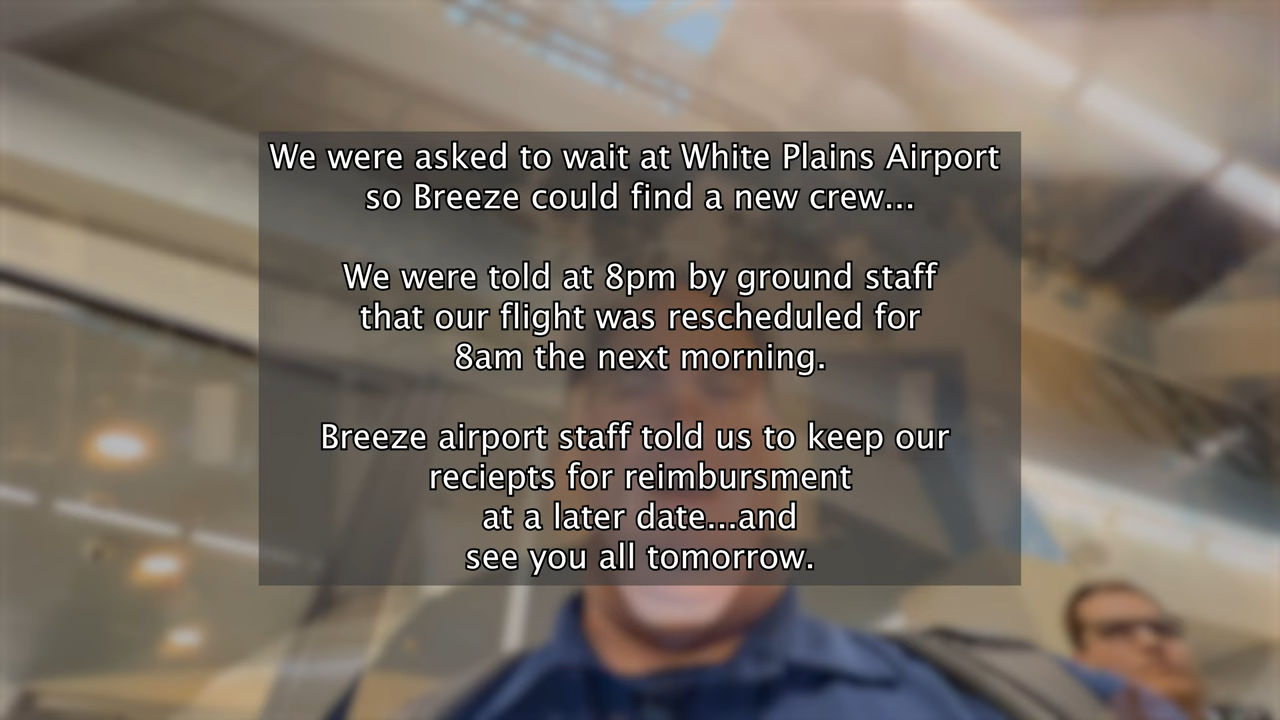 We were asked to wait at White Plains Airport
so Breeze could find a new crew...
We were told at 8pm by ground staff
that our flight was rescheduled for
8am the next morning.
Breeze airport staff told us to keep our
reciepts for reimbursment
at a later date...and
see you all tomorrow.